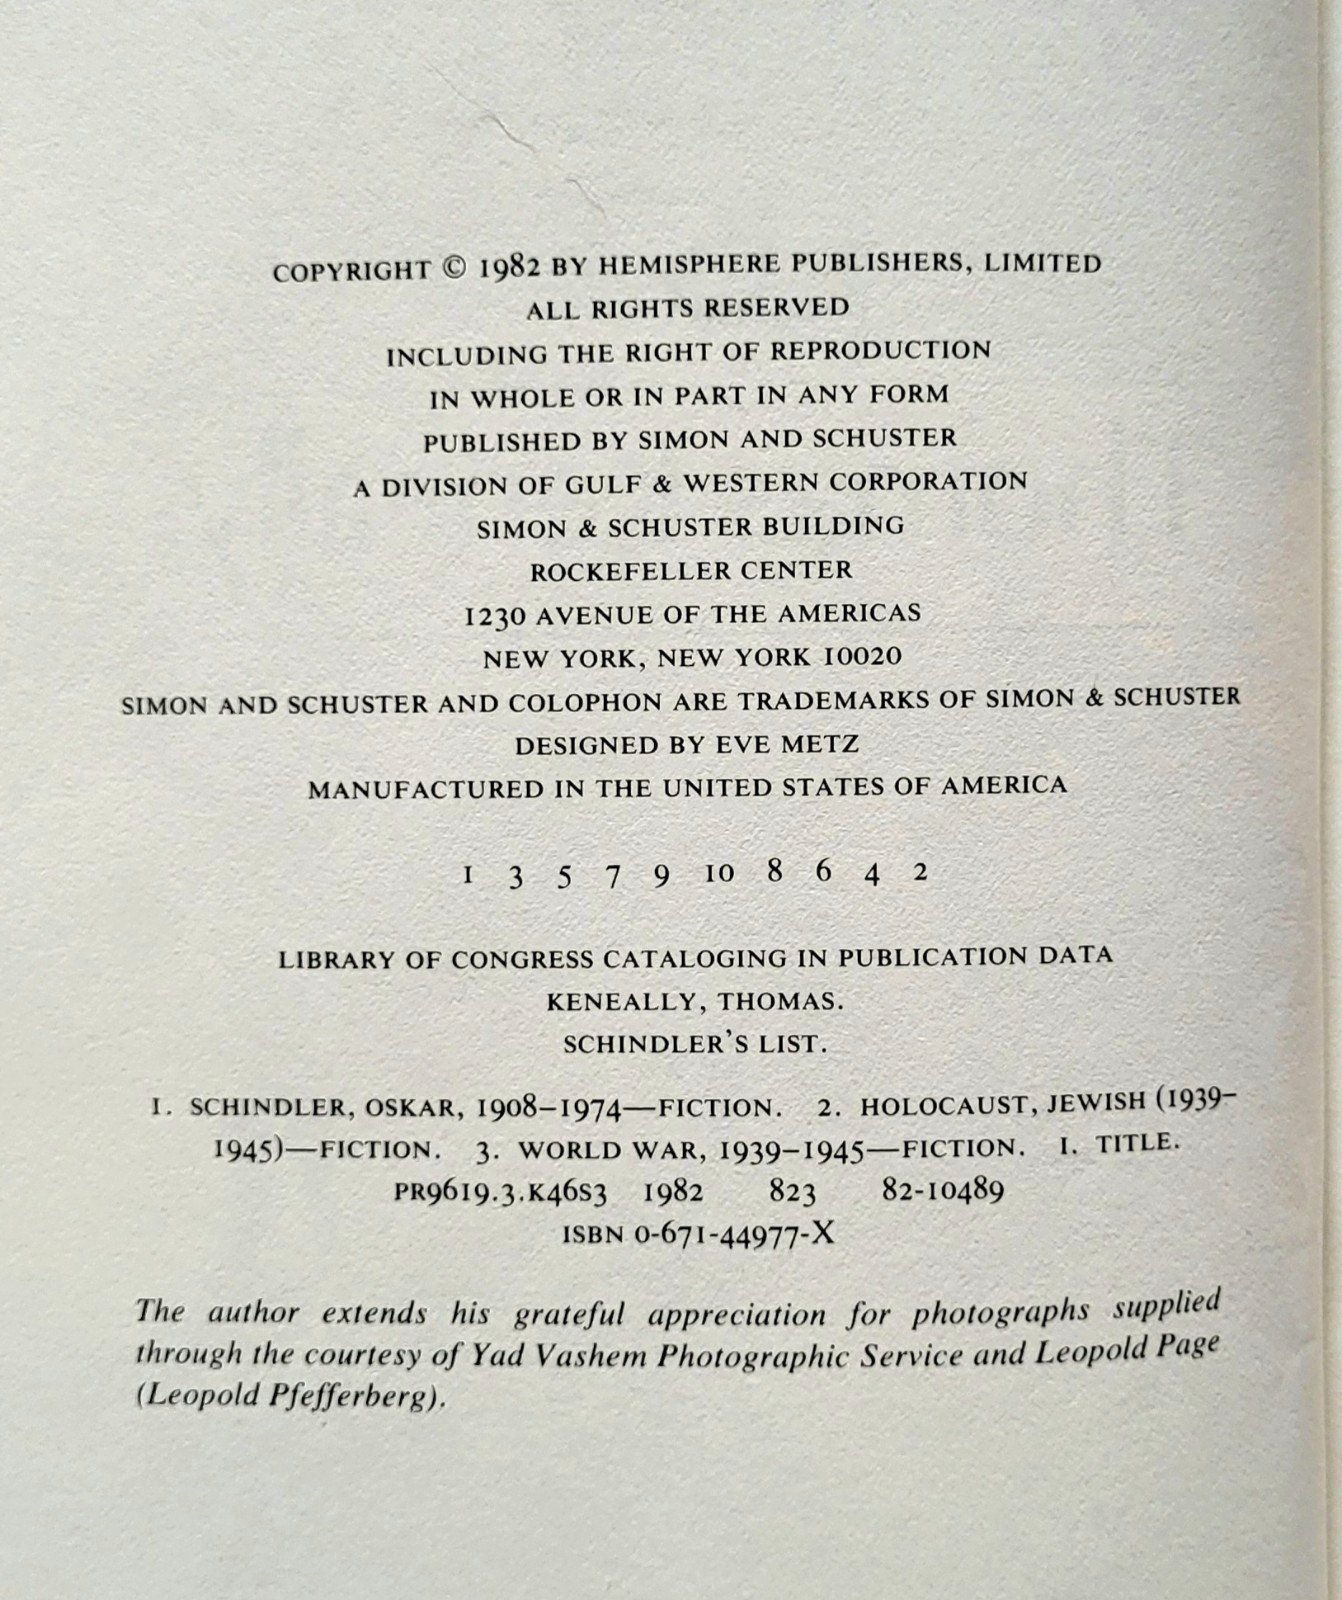 COPYRIGHT © 1982 BY HEMISPHERE PUBLISHERS, LIMITED
ALL RIGHTS RESERVED
INCLUDING THE RIGHT OF REPRODUCTION
IN WHOLE OR IN PART IN ANY FORM
PUBLISHED BY SIMON AND SCHUSTER
A DIVISION OF GULF & WESTERN CORPORATION
SIMON & SCHUSTER BUILDING
ROCKEFELLER CENTER
1230 AVENUE OF THE AMERICAS
NEW YORK, NEW YORK 10020
SIMON AND SCHUSTER AND COLOPHON ARE TRADEMARKS OF SIMON & SCHUSTER
DESIGNED BY EVE METZ
MANUFACTURED IN THE UNITED STATES OF AMERICA
1 3 5 7 9 10 8 6 4 2
LIBRARY OF CONGRESS CATALOGING IN PUBLICATION DATA
KENEALLY, THOMAS.
SCHINDLER'S LIST.
1. SCHINDLER, OSKAR, 1908–1974—FICTION. 2. HOLOCAUST, JEWISH (1939–
1945)—FICTION. 3. WORLD WAR, 1939–1945—FICTION. I. TITLE.
PR9619.3.K46S3 1982 823 82-10489
ISBN 0-671-44977-X
The author extends his grateful appreciation for photographs supplied
through the courtesy of Yad Vashem Photographic Service and Leopold Page
(Leopold Pfefferberg).